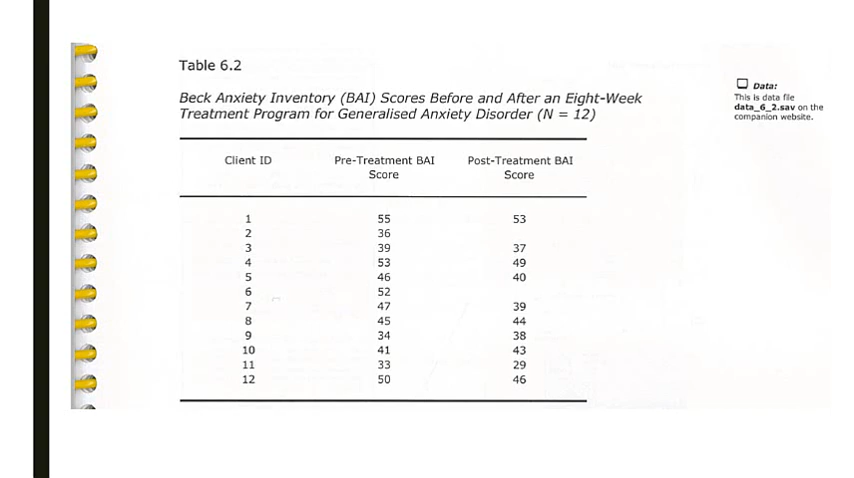 Table 6.2
Data:
This is data file
data_6_2.sav on the
companion website.
Beck Anxiety Inventory (BAI) Scores Before and After an Eight-Week
Treatment Program for Generalised Anxiety Disorder (N = 12)
Client ID Pre-Treatment BAI Post-Treatment BAI
Score Score
1 55 53
2 36
3 39 37
4 53 49
5 46 40
6 52
7 47 39
8 45 44
9 34 38
10 41 43
11 33 29
12 50 46